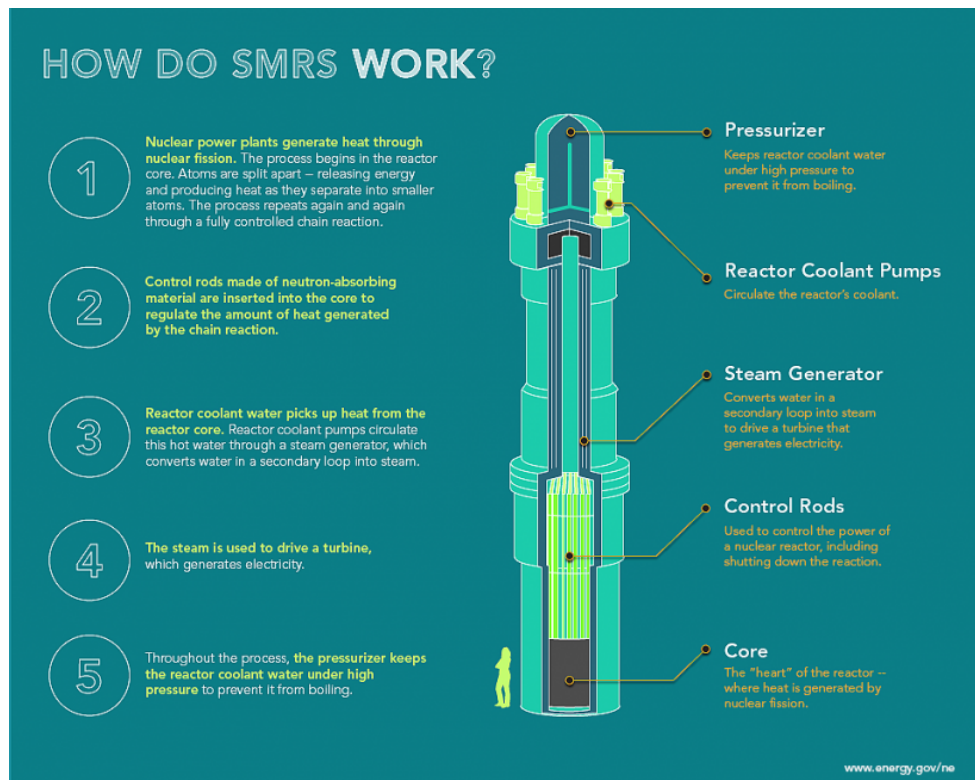 HOW DO SMRS WORK?
1
Nuclear power plants generate heat through
nuclear fission. The process begins in the reactor
core. Atoms are split apart – releasing energy
and producing heat as they separate into smaller
atoms. The process repeats again and again
through a fully controlled chain reaction.
2
Control rods made of neutron-absorbing
material are inserted into the core to
regulate the amount of heat generated
by the chain reaction.
3
Reactor coolant water picks up heat from the
reactor core. Reactor coolant pumps circulate
this hot water through a steam generator, which
converts water in a secondary loop into steam.
4
The steam is used to drive a turbine,
which generates electricity.
5
Throughout the process, the pressurizer keeps
the reactor coolant water under high
pressure to prevent it from boiling.
Pressurizer
Keeps reactor coolant water
under high pressure to
prevent it from boiling.
Reactor Coolant Pumps
Circulate the reactor's coolant.
Steam Generator
Converts water in a
secondary loop into steam
to drive a turbine that
generates electricity.
Control Rods
Used to control the power of
a nuclear reactor, including
shutting down the reaction.
Core
The "heart" of the reactor --
where heat is generated by
nuclear fission.
www.energy.gov/ne